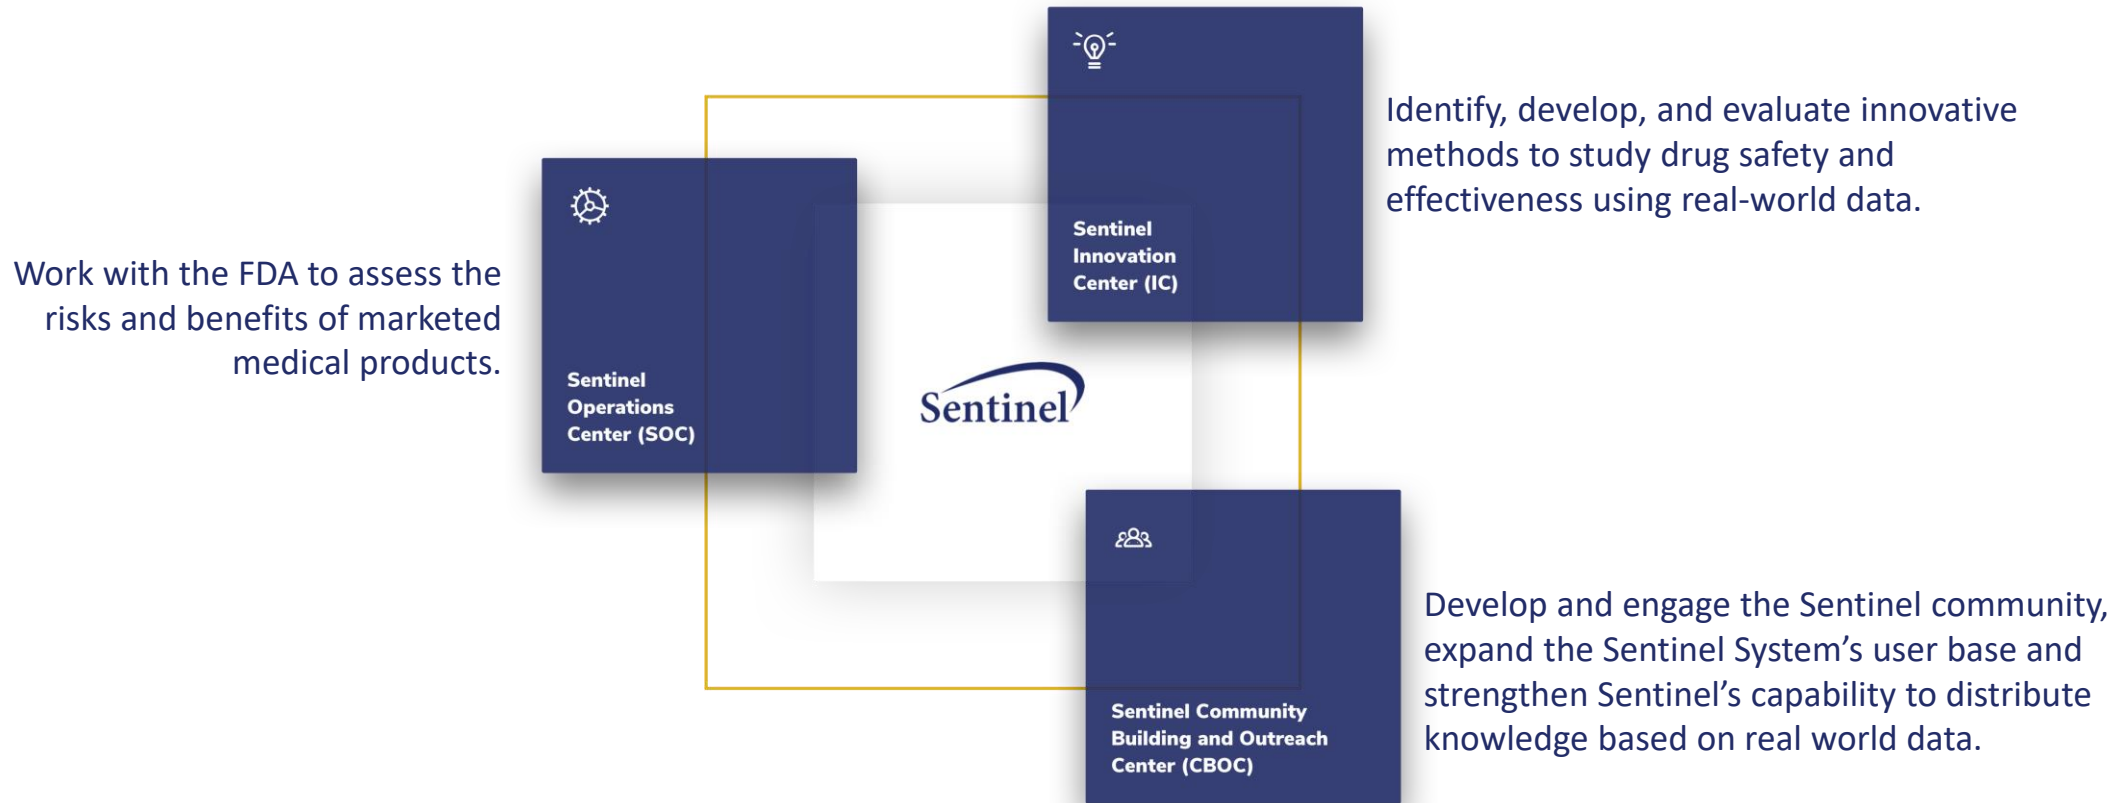 Work with the FDA to assess the
risks and benefits of marketed
medical products.
Sentinel
Operations
Center (SOC)
Sentinel
Sentinel
Innovation
Center (IC)
Identify, develop, and evaluate innovative
methods to study drug safety and
effectiveness using real-world data.
Sentinel Community
Building and Outreach
Center (CBOC)
Develop and engage the Sentinel community,
expand the Sentinel System’s user base and
strengthen Sentinel’s capability to distribute
knowledge based on real world data.